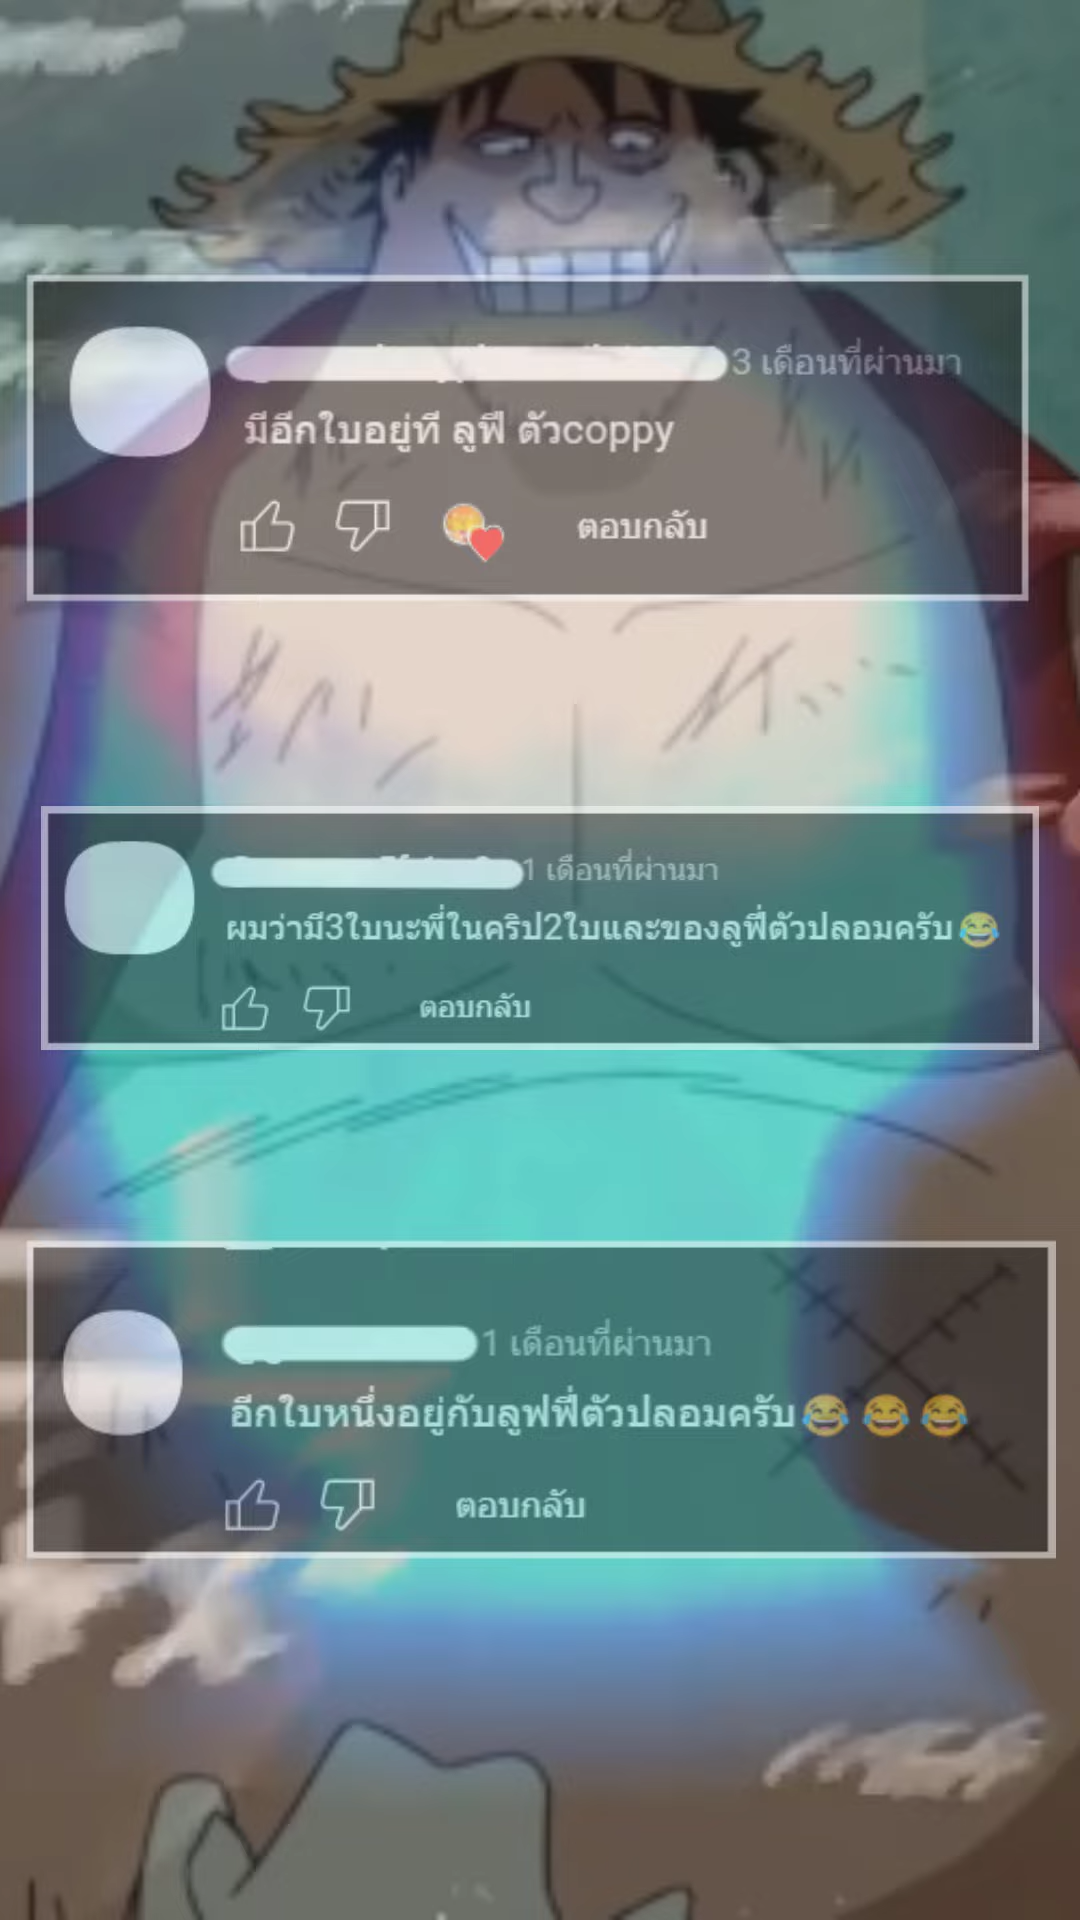 3 เดือนที่ผ่านมา
มีอีกใบอยู่ที ลูฟี ตัวcoppy
ตอบกลับ
1 เดือนที่ผ่านมา
ผมว่ามี3ใบนะพี่ในคริป2ใบและของลูฟี่ตัวปลอมครับ😂
ตอบกลับ
1 เดือนที่ผ่านมา
อีกใบหนึ่งอยู่กับลูฟฟี่ตัวปลอมครับ😂 😂 😂
ตอบกลับ